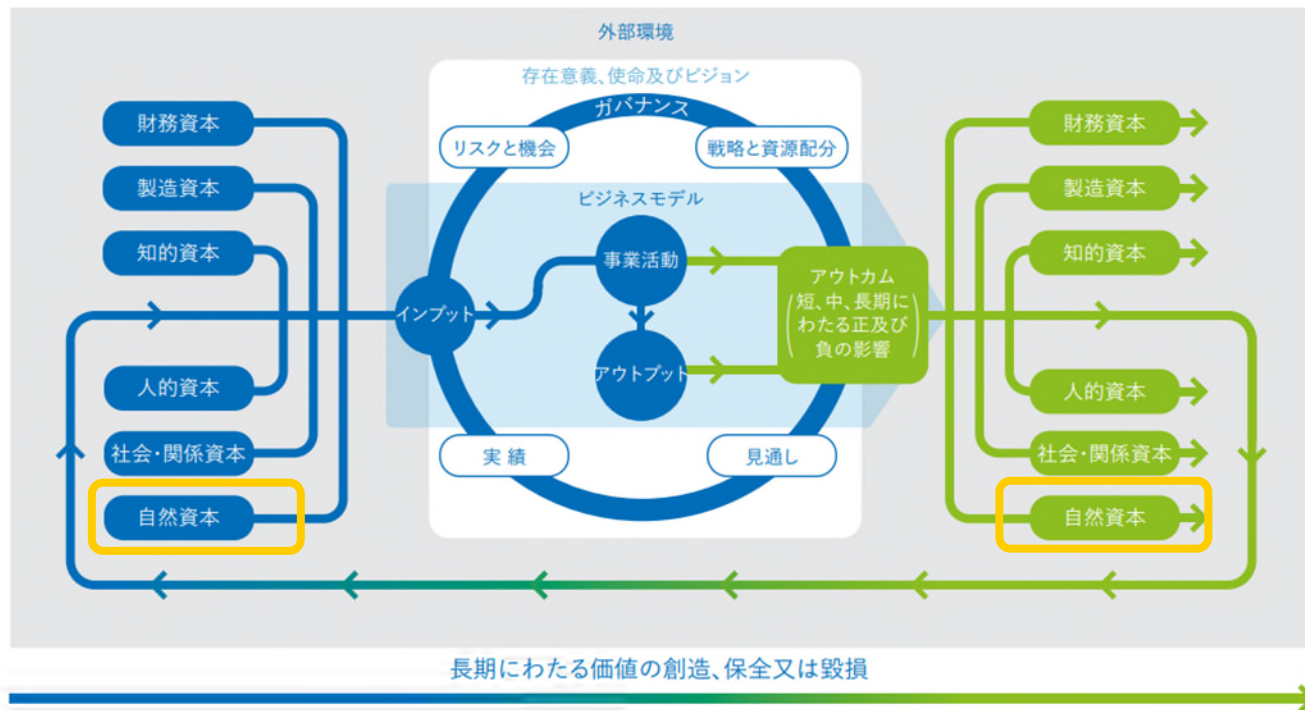 外部環境
存在意義、使命及びビジョン
ガバナンス
財務資本
製造資本
知的資本
人的資本
社会・関係資本
自然資本
リスクと機会
戦略と資源配分
ビジネスモデル
インプット
事業活動
アウトプット
アウトカム
(短、中、長期に
わたる正及び
負の影響)
実績
見通し
財務資本
製造資本
知的資本
人的資本
社会・関係資本
自然資本
長期にわたる価値の創造、保全又は毀損